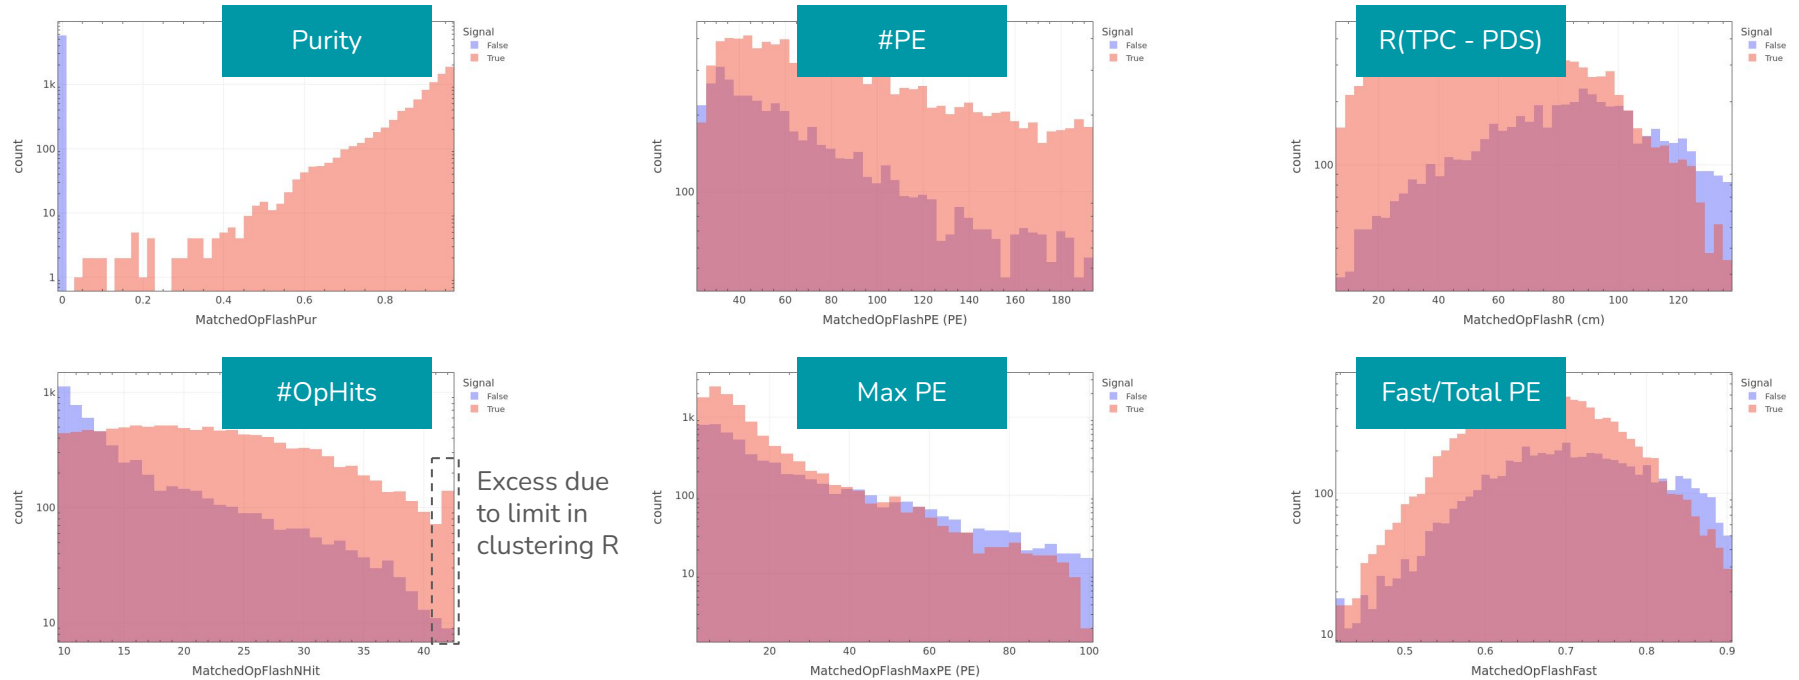 Purity
Signal
False
True
1k
100
10
1
count
0 0.2 0.4 0.6 0.8
MatchedOpFlashPur
#PE
Signal
False
True
100
count
40 60 80 100 120 140 160 180
MatchedOpFlashPE (PE)
R(TPC - PDS)
Signal
False
True
100
count
20 40 60 80 100 120
MatchedOpFlashR (cm)
#OpHits
Signal
False
True
1k
100
10
count
10 15 20 25 30 35 40
MatchedOpFlashNHit
Excess due
to limit in
clustering R
Max PE
Signal
False
True
1k
100
10
count
20 40 60 80 100
MatchedOpFlashMaxPE (PE)
Fast/Total PE
Signal
False
True
100
10
count
0.5 0.6 0.7 0.8 0.9
MatchedOpFlashFast